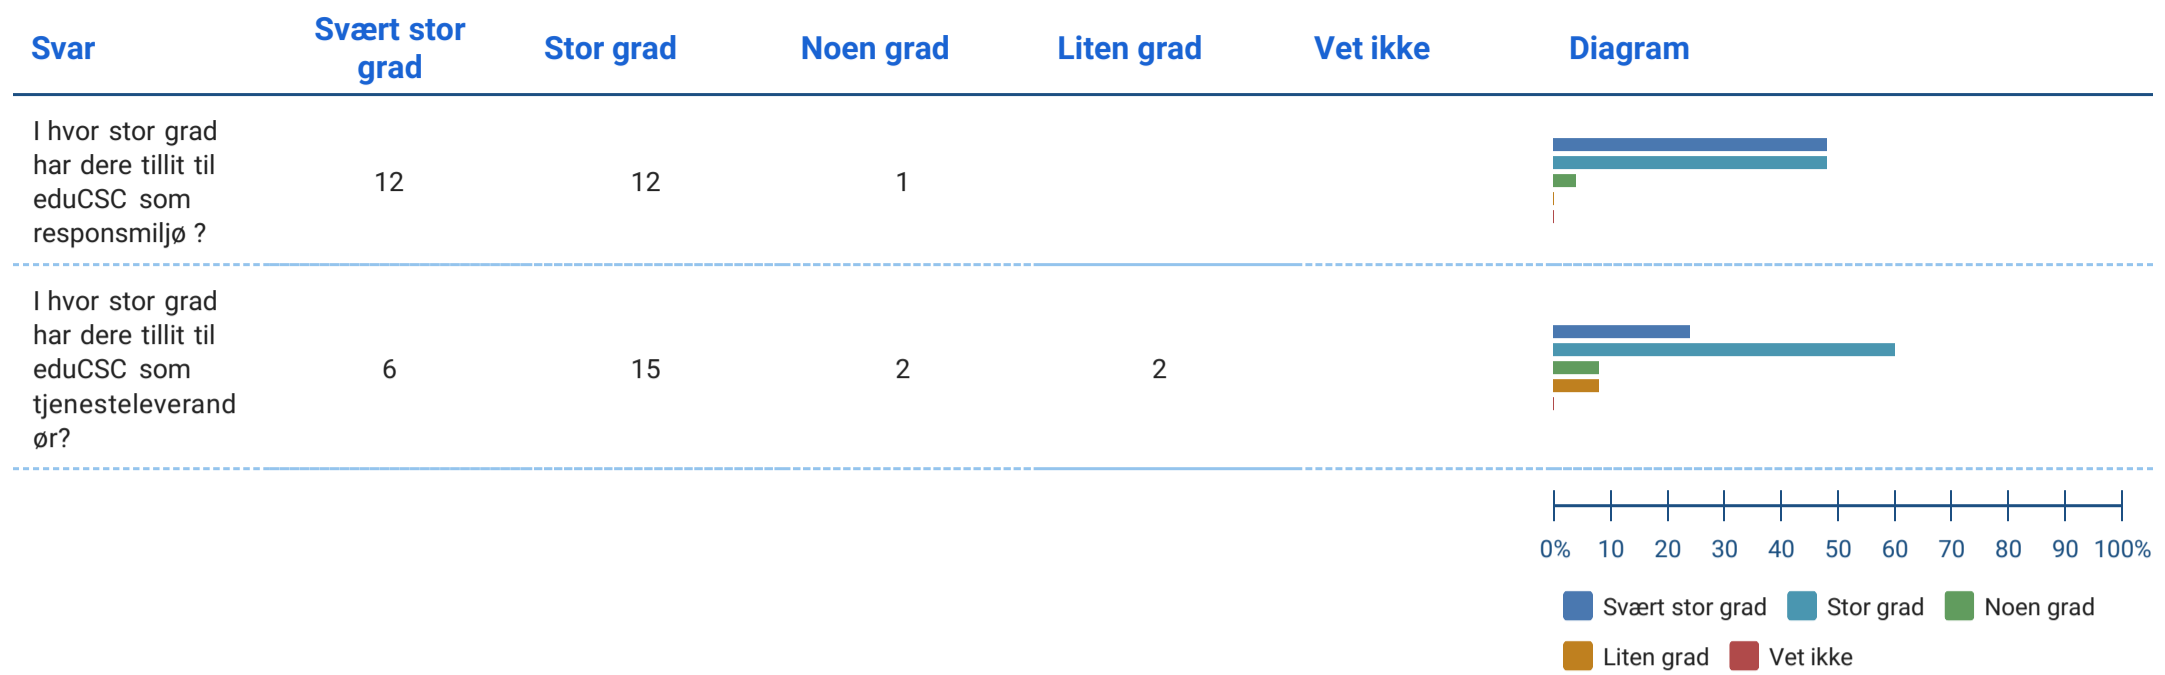 Svar Svært stor grad Stor grad Noen grad Liten grad Vet ikke Diagram
I hvor stor grad
har dere tillit til
eduCSC som
responsmiljø ?
12 12 1
I hvor stor grad
har dere tillit til
eduCSC som
tjenesteleverand
ør?
6 15 2 2
0% 10 20 30 40 50 60 70 80 90 100%
Svært stor grad Stor grad Noen grad
Liten grad Vet ikke